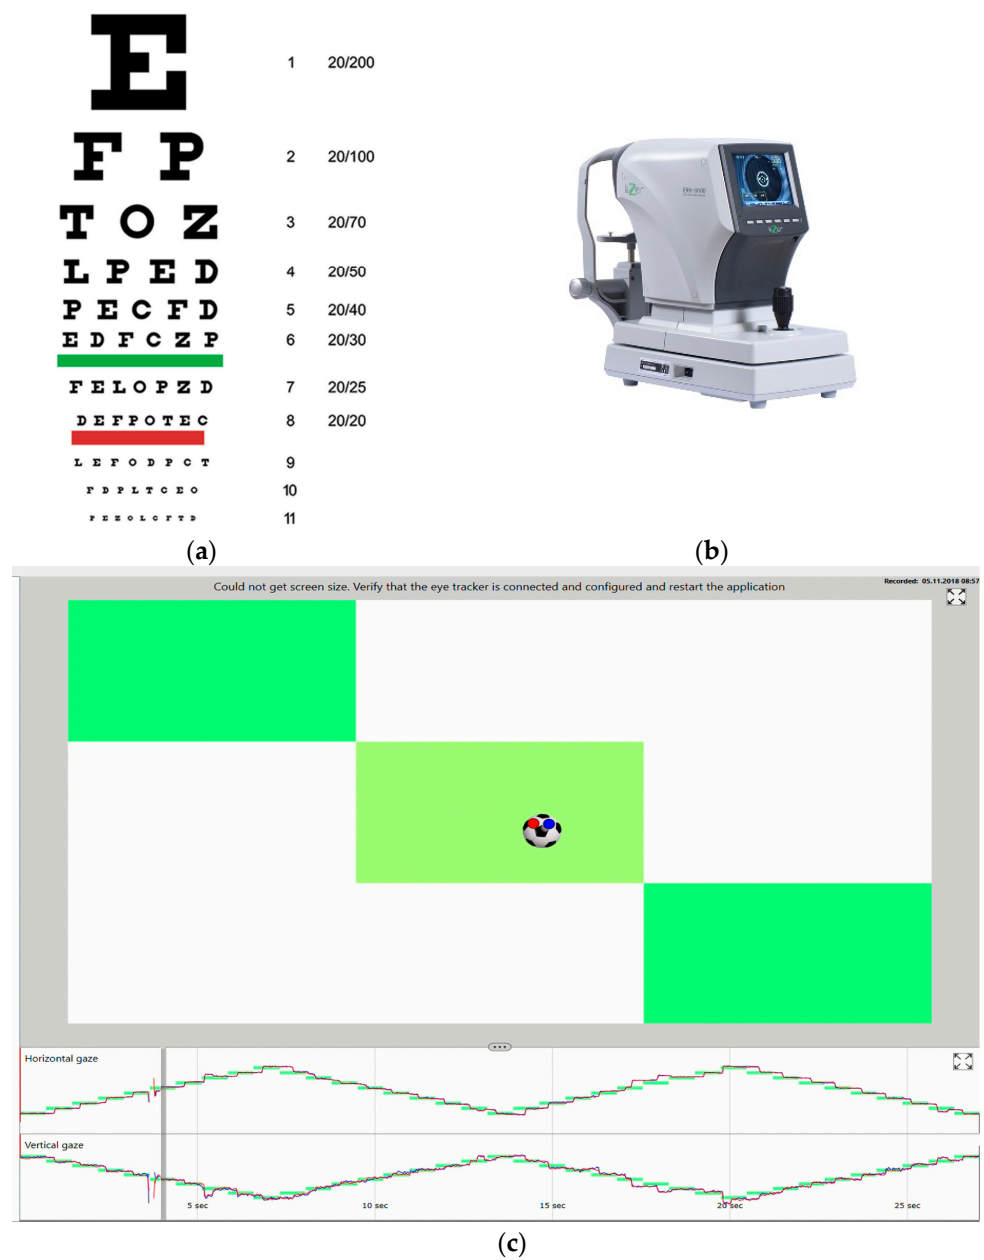 E 1 20/200
F P 2 20/100
T O Z 3 20/70
L P E D 4 20/50
P E C F D 5 20/40
E D F C Z P 6 20/30
F E L O P Z D 7 20/25
D E F P O T E C 8 20/20
L E F O D P C T 9
F D P L T C E O 10
P E Z O L C F T D 11
(a)
(b)
Could not get screen size. Verify that the eye tracker is connected and configured and restart the application
Recorded: 05.11.2018 08:57
Horizontal gaze
Vertical gaze
5 sec 10 sec 15 sec 20 sec 25 sec
(c)